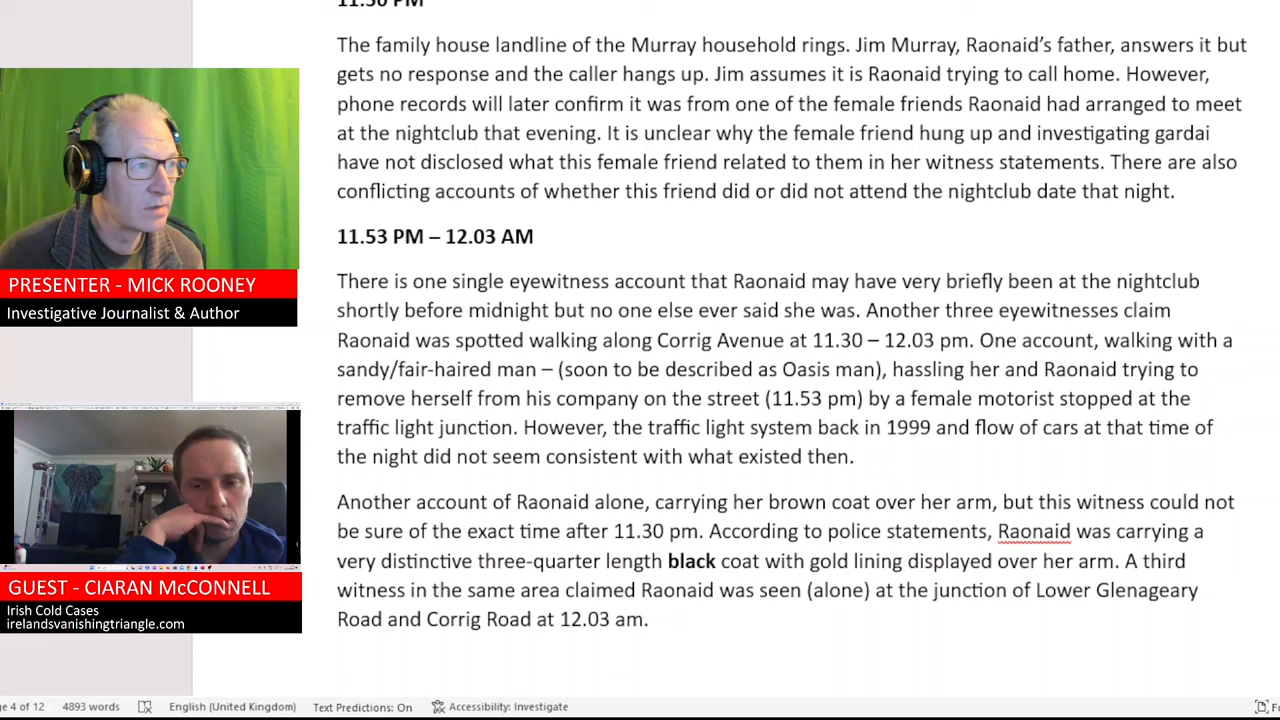 11.30 PM
The family house landline of the Murray household rings. Jim Murray, Raonaid’s father, answers it but
gets no response and the caller hangs up. Jim assumes it is Raonaid trying to call home. However,
phone records will later confirm it was from one of the female friends Raonaid had arranged to meet
at the nightclub that evening. It is unclear why the female friend hung up and investigating gardai
have not disclosed what this female friend related to them in her witness statements. There are also
conflicting accounts of whether this friend did or did not attend the nightclub date that night.
11.53 PM – 12.03 AM
There is one single eyewitness account that Raonaid may have very briefly been at the nightclub
shortly before midnight but no one else ever said she was. Another three eyewitnesses claim
Raonaid was spotted walking along Corrig Avenue at 11.30 – 12.03 pm. One account, walking with a
sandy/fair-haired man – (soon to be described as Oasis man), hassling her and Raonaid trying to
remove herself from his company on the street (11.53 pm) by a female motorist stopped at the
traffic light junction. However, the traffic light system back in 1999 and flow of cars at that time of
the night did not seem consistent with what existed then.
Another account of Raonaid alone, carrying her brown coat over her arm, but this witness could not
be sure of the exact time after 11.30 pm. According to police statements, Raonaid was carrying a
very distinctive three-quarter length black coat with gold lining displayed over her arm. A third
witness in the same area claimed Raonaid was seen (alone) at the junction of Lower Glenageary
Road and Corrig Road at 12.03 am.
PRESENTER - MICK ROONEY
Investigative Journalist & Author
GUEST - CIARAN McCONNELL
Irish Cold Cases
irelandsvanishingtriangle.com
4 of 12
4893 words
English (United Kingdom)
Text Predictions: On
Accessibility: Investigate